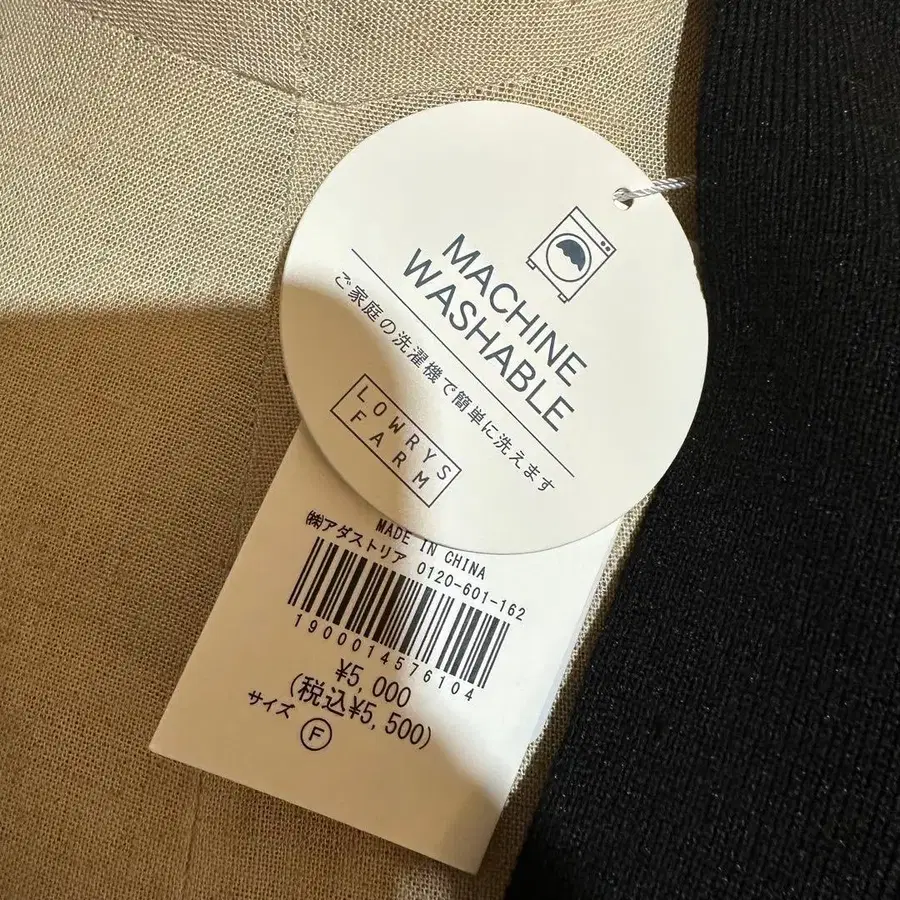 MACHINE
WASHABLE
ご家庭の洗濯機で簡単に洗えます
LOWRYS
FARM
MADE IN CHINA
㈱アダストリア 0120-601-162
1900014576104
¥5,000
(税込¥5,500)
サイズ
F